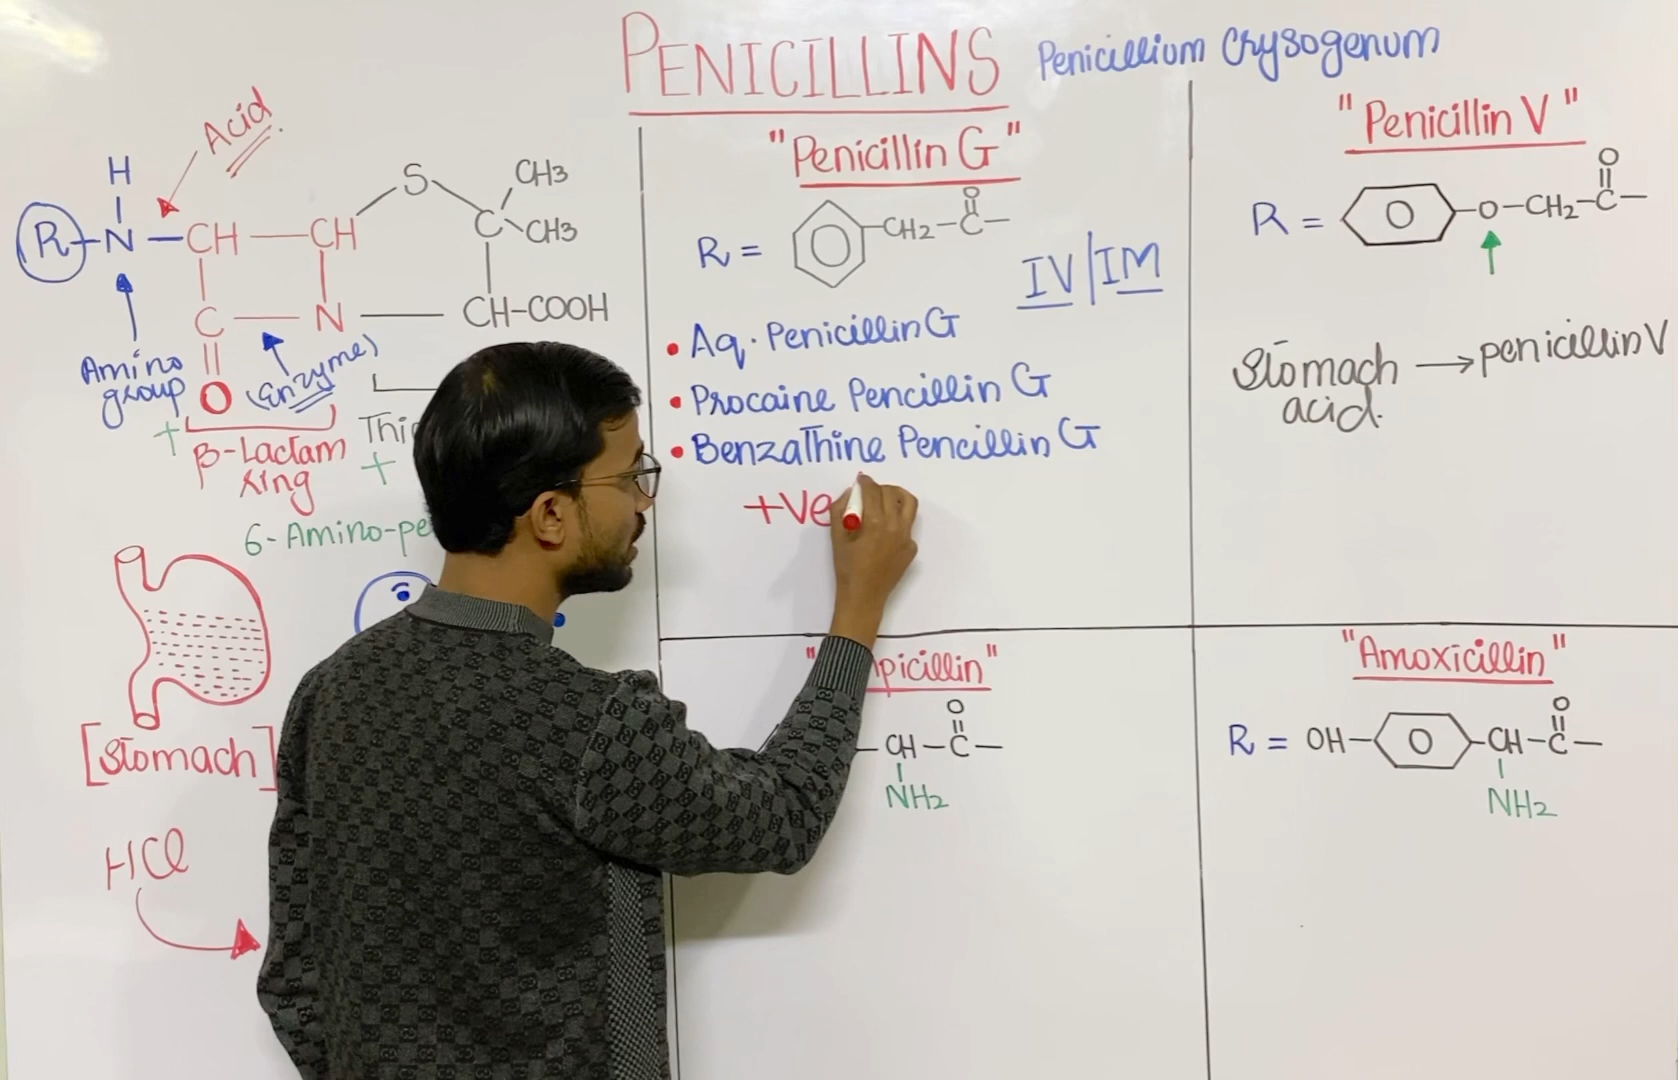 PENICILLINS Penicillium Crysogenum
Acid
H
R-N-CH-CH
S
CH3
C-CH3
C-N-CH-COOH
O
Amino
group
(Enzyme)
+
β-Lactam
ring
+
6-Amino-pe
[Stomach]
HCl
"Penicillin G"
O
R = -CH2-C-
IV/IM
• Aq. Penicillin G
• Procaine Pencillin G
• Benzathine Pencillin G
+ve
"Penicillin V"
O
R = O -O-CH2-C-
Stomach → penicillin V
acid.
"picillin"
O
-CH-C-
NH2
"Amoxicillin"
O
R = OH- O -CH-C-
NH2